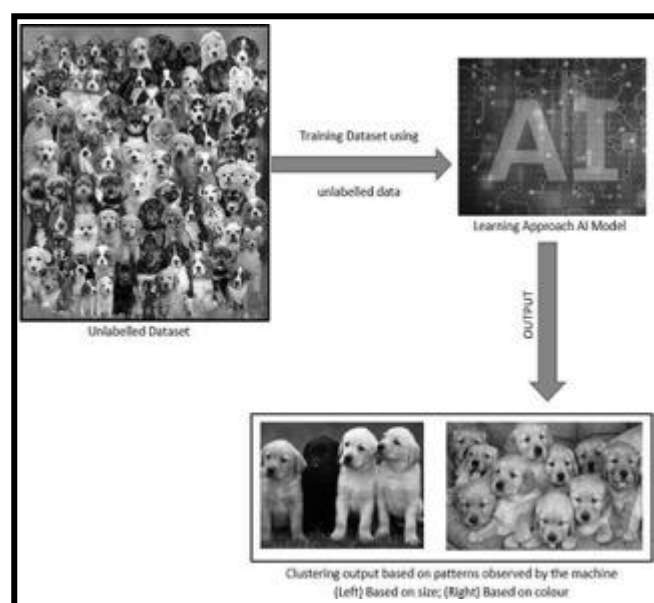 Training Dataset using
unlabelled data
AI
Learning Approach AI Model
Unlabelled Dataset
OUTPUT
Clustering output based on patterns observed by the machine
(Left) Based on size; (Right) Based on colour